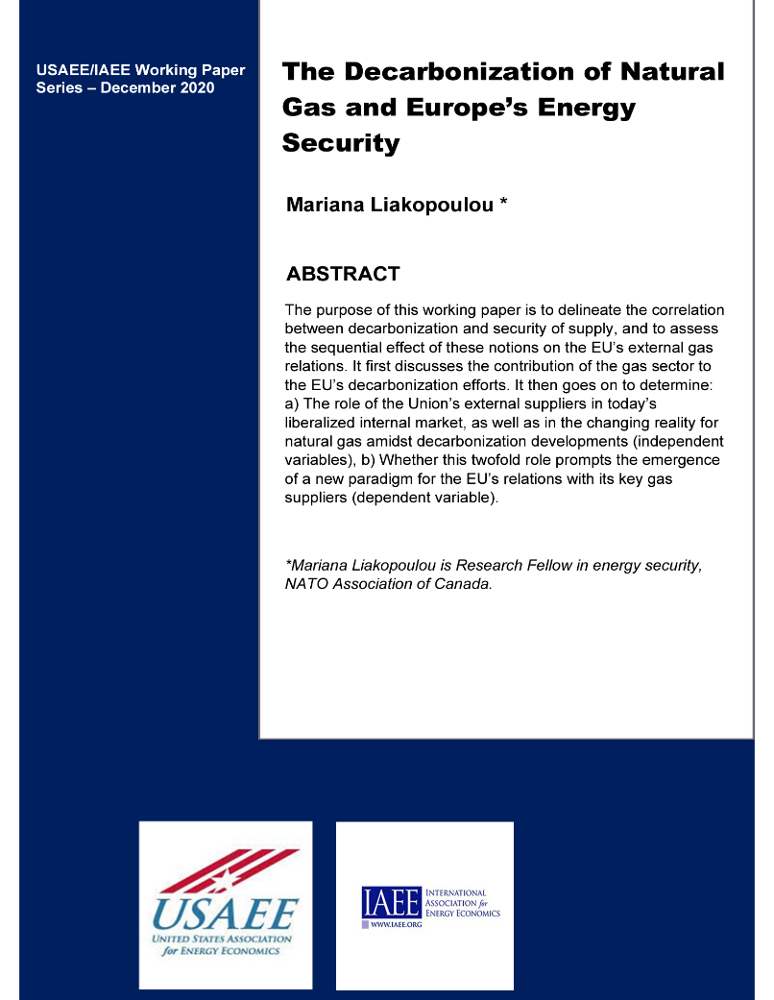 USAEE/IAEE Working Paper
Series – December 2020
The Decarbonization of Natural
Gas and Europe’s Energy
Security
Mariana Liakopoulou *
ABSTRACT
The purpose of this working paper is to delineate the correlation
between decarbonization and security of supply, and to assess
the sequential effect of these notions on the EU’s external gas
relations. It first discusses the contribution of the gas sector to
the EU’s decarbonization efforts. It then goes on to determine:
a) The role of the Union’s external suppliers in today’s
liberalized internal market, as well as in the changing reality for
natural gas amidst decarbonization developments (independent
variables), b) Whether this twofold role prompts the emergence
of a new paradigm for the EU’s relations with its key gas
suppliers (dependent variable).
*Mariana Liakopoulou is Research Fellow in energy security,
NATO Association of Canada.
USAEE
UNITED STATES ASSOCIATION
for ENERGY ECONOMICS
IAEE
INTERNATIONAL
ASSOCIATION for
ENERGY ECONOMICS
WWW.IAEE.ORG